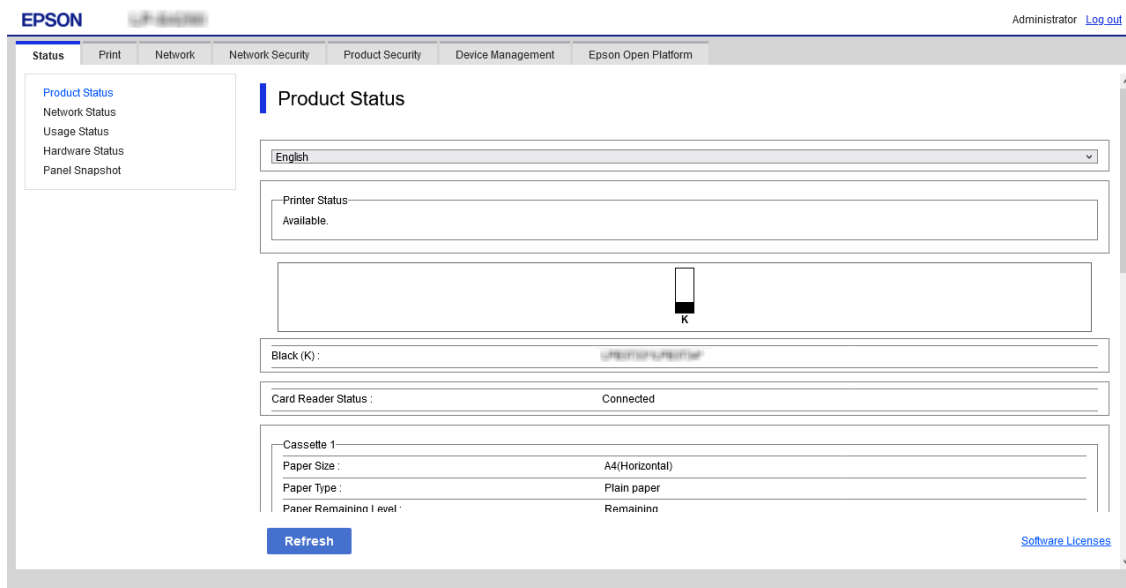 EPSON
Administrator Log out
Status Print Network Network Security Product Security Device Management Epson Open Platform
Product Status
Network Status
Usage Status
Hardware Status
Panel Snapshot
Product Status
English
Printer Status
Available.
K
Black (K) :
Card Reader Status : Connected
Cassette 1
Paper Size : A4(Horizontal)
Paper Type : Plain paper
Paper Remaining Level : Remaining
Refresh
Software Licenses